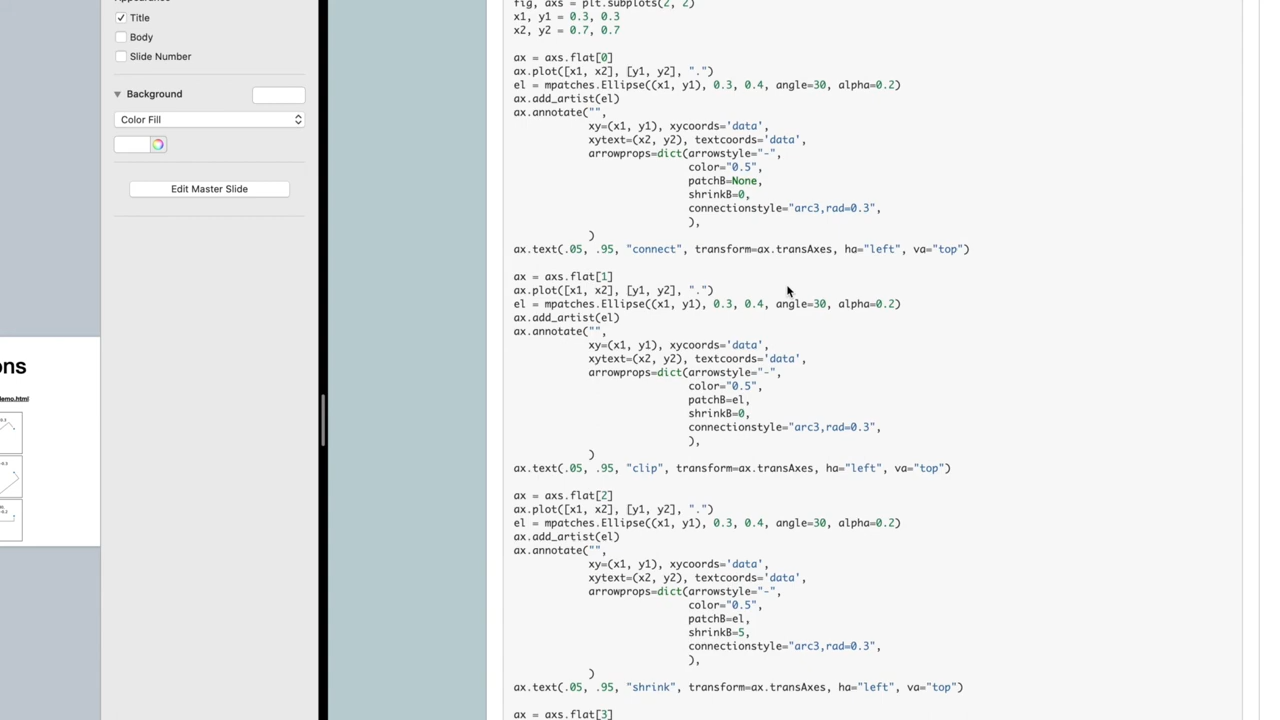 Title
Body
Slide Number
Background
Color Fill
Edit Master Slide
ons
demo.html
fig, axs = plt.subplots(2, 2)
x1, y1 = 0.3, 0.3
x2, y2 = 0.7, 0.7
ax = axs.flat[0]
ax.plot([x1, x2], [y1, y2], ".")
el = mpatches.Ellipse((x1, y1), 0.3, 0.4, angle=30, alpha=0.2)
ax.add_artist(el)
ax.annotate("",
xy=(x1, y1), xycoords='data',
xytext=(x2, y2), textcoords='data',
arrowprops=dict(arrowstyle="-",
color="0.5",
patchB=None,
shrinkB=0,
connectionstyle="arc3,rad=0.3",
),
)
ax.text(.05, .95, "connect", transform=ax.transAxes, ha="left", va="top")
ax = axs.flat[1]
ax.plot([x1, x2], [y1, y2], ".")
el = mpatches.Ellipse((x1, y1), 0.3, 0.4, angle=30, alpha=0.2)
ax.add_artist(el)
ax.annotate("",
xy=(x1, y1), xycoords='data',
xytext=(x2, y2), textcoords='data',
arrowprops=dict(arrowstyle="-",
color="0.5",
patchB=el,
shrinkB=0,
connectionstyle="arc3,rad=0.3",
),
)
ax.text(.05, .95, "clip", transform=ax.transAxes, ha="left", va="top")
ax = axs.flat[2]
ax.plot([x1, x2], [y1, y2], ".")
el = mpatches.Ellipse((x1, y1), 0.3, 0.4, angle=30, alpha=0.2)
ax.add_artist(el)
ax.annotate("",
xy=(x1, y1), xycoords='data',
xytext=(x2, y2), textcoords='data',
arrowprops=dict(arrowstyle="-",
color="0.5",
patchB=el,
shrinkB=5,
connectionstyle="arc3,rad=0.3",
),
)
ax.text(.05, .95, "shrink", transform=ax.transAxes, ha="left", va="top")
ax = axs.flat[3]